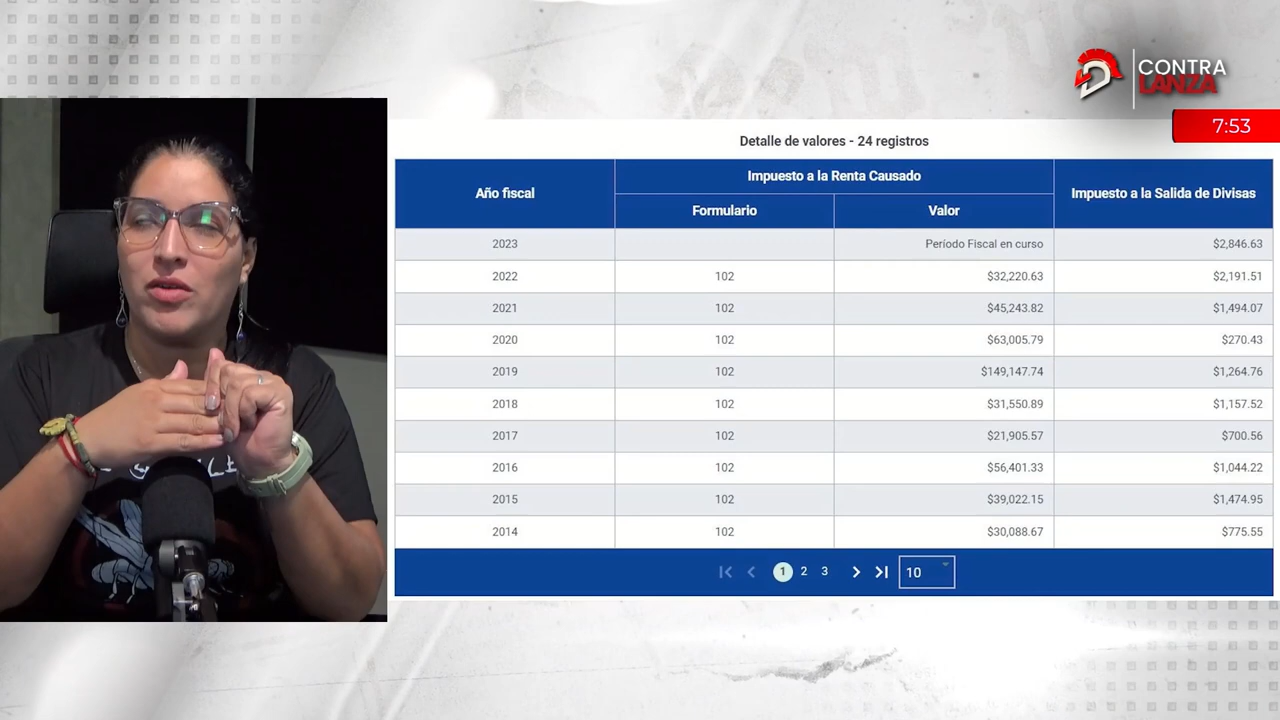 CONTRA
LANZA
7:53
Detalle de valores - 24 registros
Año fiscal
Impuesto a la Renta Causado
Impuesto a la Salida de Divisas
Formulario
Valor
2023 Período Fiscal en curso $2,846.63
2022 102 $32,220.63 $2,191.51
2021 102 $45,243.82 $1,494.07
2020 102 $63,005.79 $270.43
2019 102 $149,147.74 $1,264.76
2018 102 $31,550.89 $1,157.52
2017 102 $21,905.57 $700.56
2016 102 $56,401.33 $1,044.22
2015 102 $39,022.15 $1,474.95
2014 102 $30,088.67 $775.55
1 2 3 10